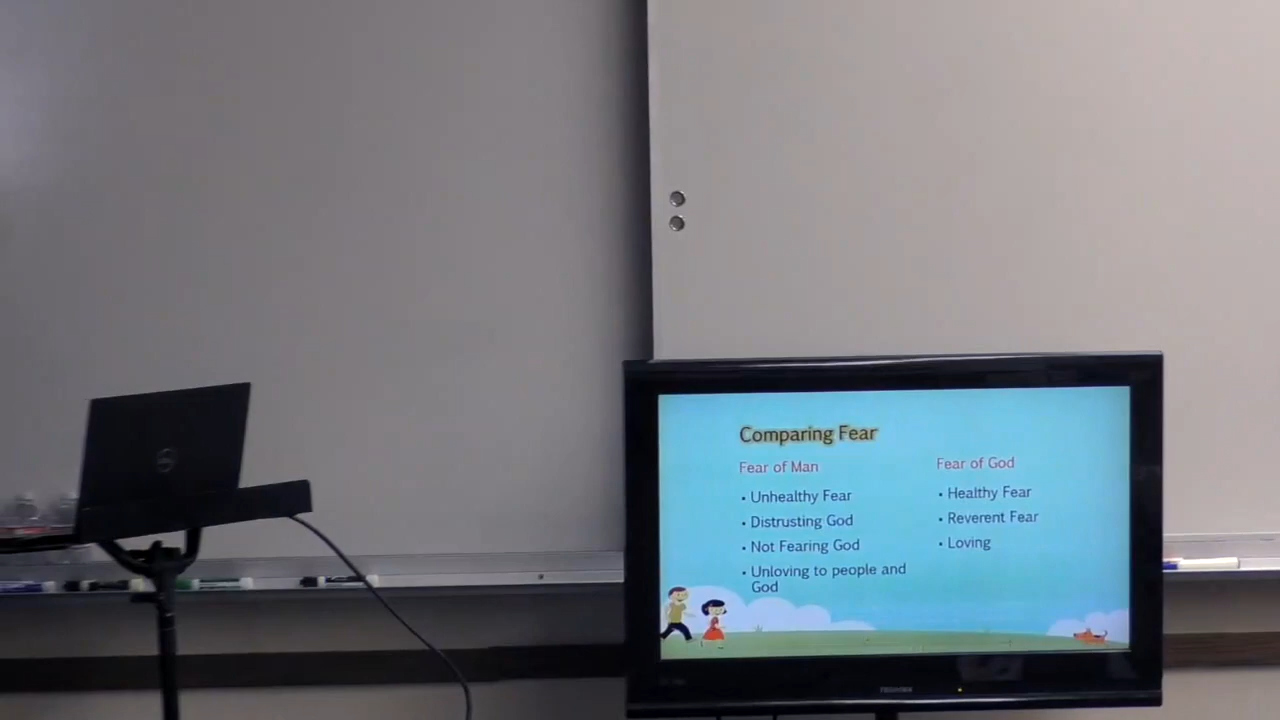 Comparing Fear
Fear of Man
• Unhealthy Fear
• Distrusting God
• Not Fearing God
• Unloving to people and
God
Fear of God
• Healthy Fear
• Reverent Fear
• Loving
TOSHIBA